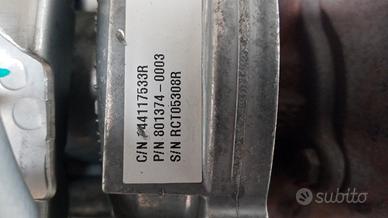 C/N 144117533R
P/N 801374-0003
S/N RCT05308R
subito